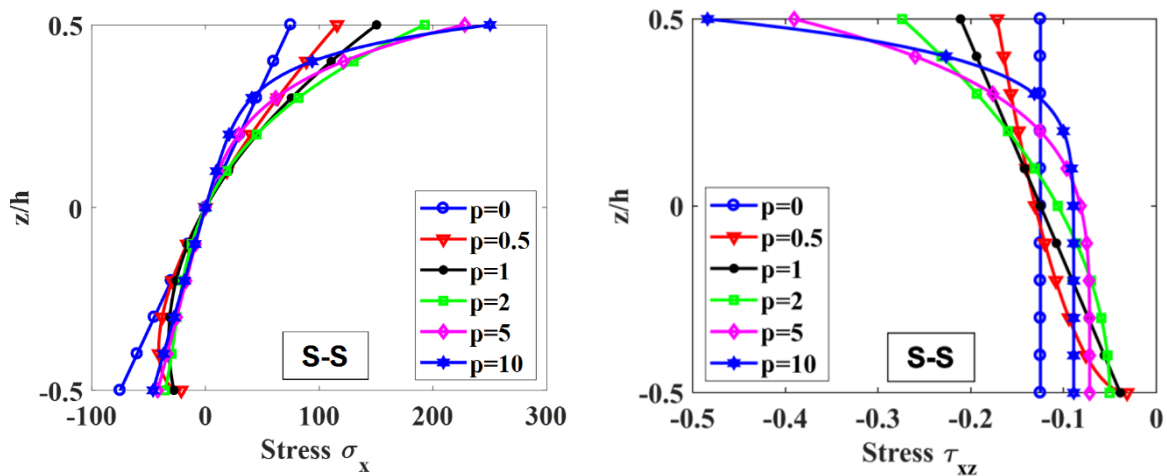 0.5
0
-0.5
z/h
-100
0
100
200
300
Stress σx
p=0
p=0.5
p=1
p=2
p=5
p=10
S-S
0.5
0
-0.5
z/h
-0.5
-0.4
-0.3
-0.2
-0.1
0
Stress τxz
p=0
p=0.5
p=1
p=2
p=5
p=10
S-S